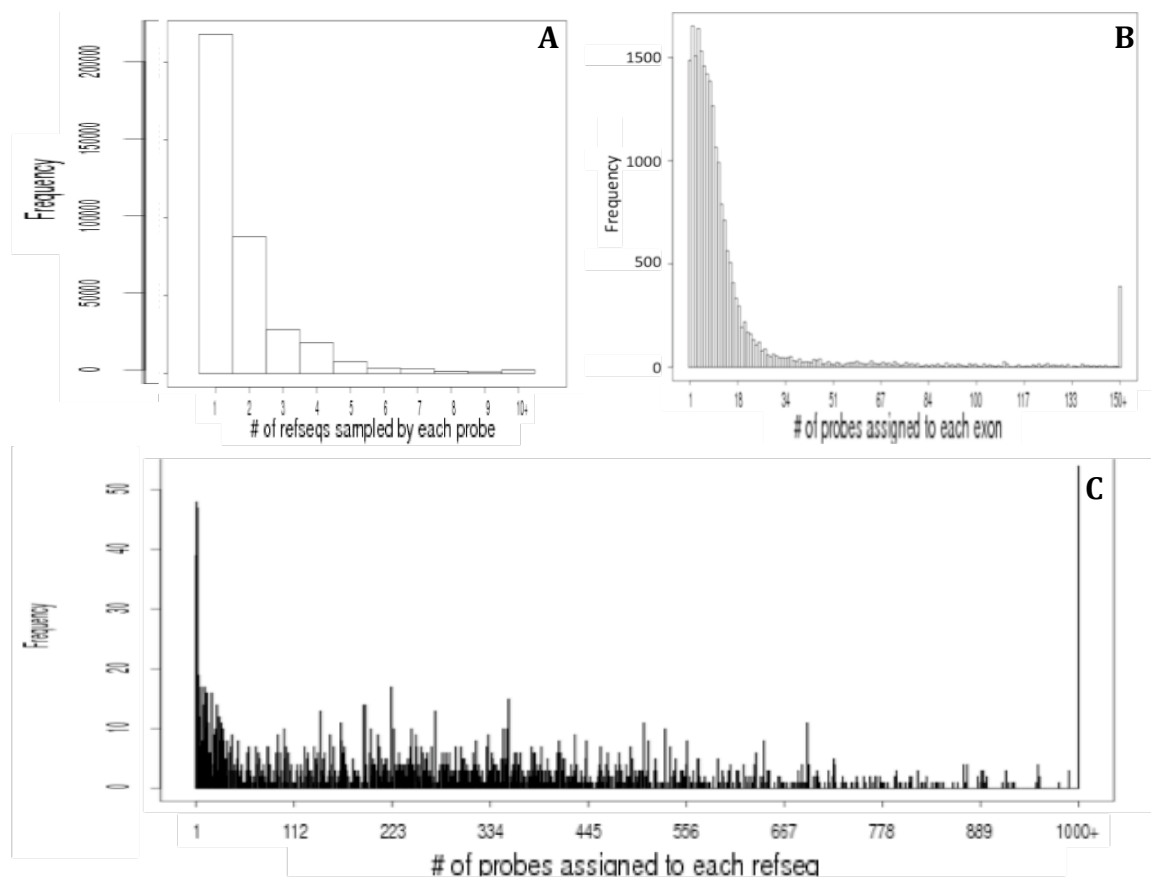 A
Frequency
200000
150000
100000
50000
0
1 2 3 4 5 6 7 8 9 10+
# of refseqs sampled by each probe
B
Frequency
1500
1000
500
0
1 18 34 51 67 84 100 117 133 150+
# of probes assigned to each exon
C
Frequency
50
40
30
20
10
0
1 112 223 334 445 556 667 778 889 1000+
# of probes assigned to each refseq